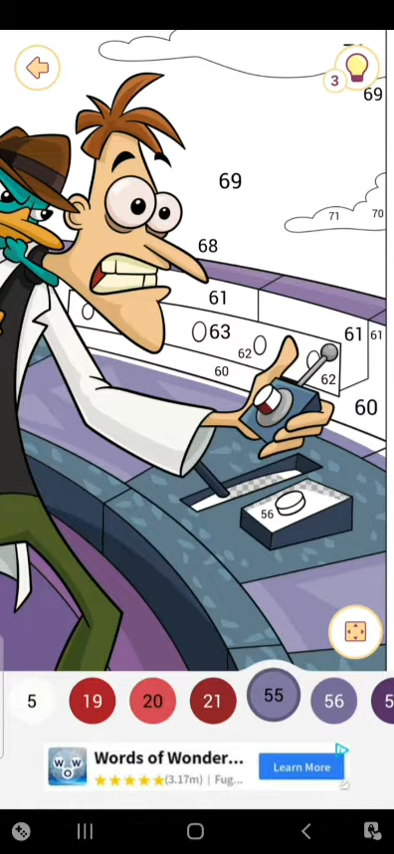 3
69
69
71 70
68
61
63
61 61
62
60
62
60
56
5 19 20 21 55 56 5
Words of Wonder...
(3.17m) | Fug...
Learn More
W W
O